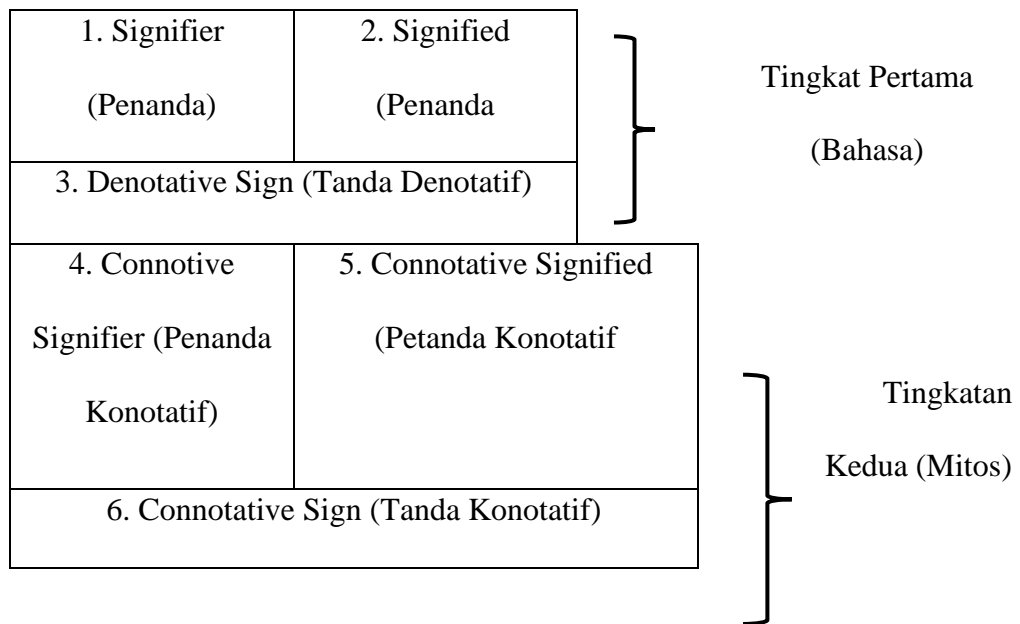 1. Signifier
(Penanda)
2. Signified
(Penanda
Tingkat Pertama
(Bahasa)
3. Denotative Sign (Tanda Denotatif)
4. Connotive
Signifier (Penanda
Konotatif)
5. Connotative Signified
(Petanda Konotatif
Tingkatan
Kedua (Mitos)
6. Connotative Sign (Tanda Konotatif)